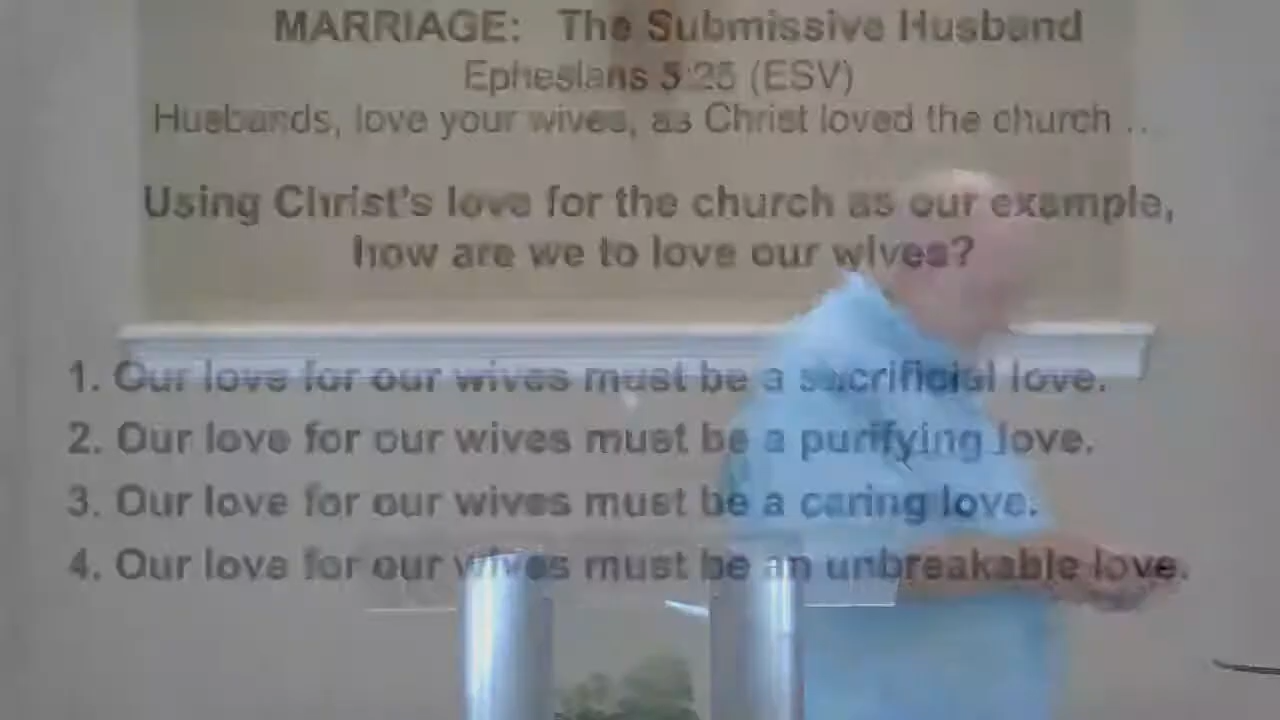 MARRIAGE: The Submissive Husband
Ephesians 5:25 (ESV)
Husbands, love your wives, as Christ loved the church ...
Using Christ's love for the church as our example,
how are we to love our wives?
1. Our love for our wives must be a sacrificial love.
2. Our love for our wives must be a purifying love.
3. Our love for our wives must be a caring love.
4. Our love for our wives must be an unbreakable love.